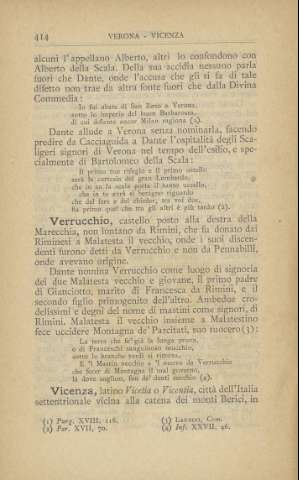 414 VERONA - VICENZA
alcuni l'appellano Alberto, altri lo confondono con
Alberto della Scala. Della sua accidia nessuno parla
fuori che Dante, onde l'accusa che gli si fa di tale
difetto non trae da altra fonte fuori che dalla Divina
Commedia:
Io fui abate di San Zeno a Verona,
sotto lo imperio del buon Barbarossa,
di cui dolente ancor Milan ragiona (1).
Dante allude a Verona senza nominarla, facendo
predire da Cacciaguida a Dante l'ospitalità degli Sca-
ligeri signori di Verona nel tempo dell'esilio, e spe-
cialmente di Bartolomeo della Scala:
Il primo tuo rifugio e il primo ostello
sarà la cortesia del gran Lombardo,
che in su la scala porta il santo uccello,
che in te avrà sì benigno riguardo
che del fare e del chieder, tra voi due,
fia primo quel che tra gli altri è più tardo (2).
Verrucchio, castello posto alla destra della
Marecchia, non lontano da Rimini, che fu donato dai
Riminesi a Malatesta il vecchio, onde i suoi discen-
denti furono detti da Verrucchio e non da Pennabilli,
onde avevano origine.
Dante nomina Verrucchio come luogo di signoria
dei due Malatesta vecchio e giovane, il primo padre
di Gianciotto, marito di Francesca da Rimini, e il
secondo figlio primogenito dell'altro. Ambedue cro-
delissimi e degni del nome di mastini come signori, di
Rimini. Malatesta il vecchio insieme a Malatestino
fece uccidere Montagna de' Parcitati, suo suocero (3):
La terra che fe' già la lunga prova,
e di Franceschi sanguinoso mucchio,
sotto le branche verdi si ritrova.
E 'l Mastin vecchio e 'l nuovo da Verrucchio
che fecer di Montagna il mal governo,
là dove soglion, fan de' denti succhio (4).
Vicenza, latino Vicetia o Vicentia, città dell'Italia
settentrionale vicina alla catena dei monti Berici, in
(1) Purg. XVIII, 118. (3) Com.
(2) Par. XVII, 70. (4) Inf. XXVII, 46.